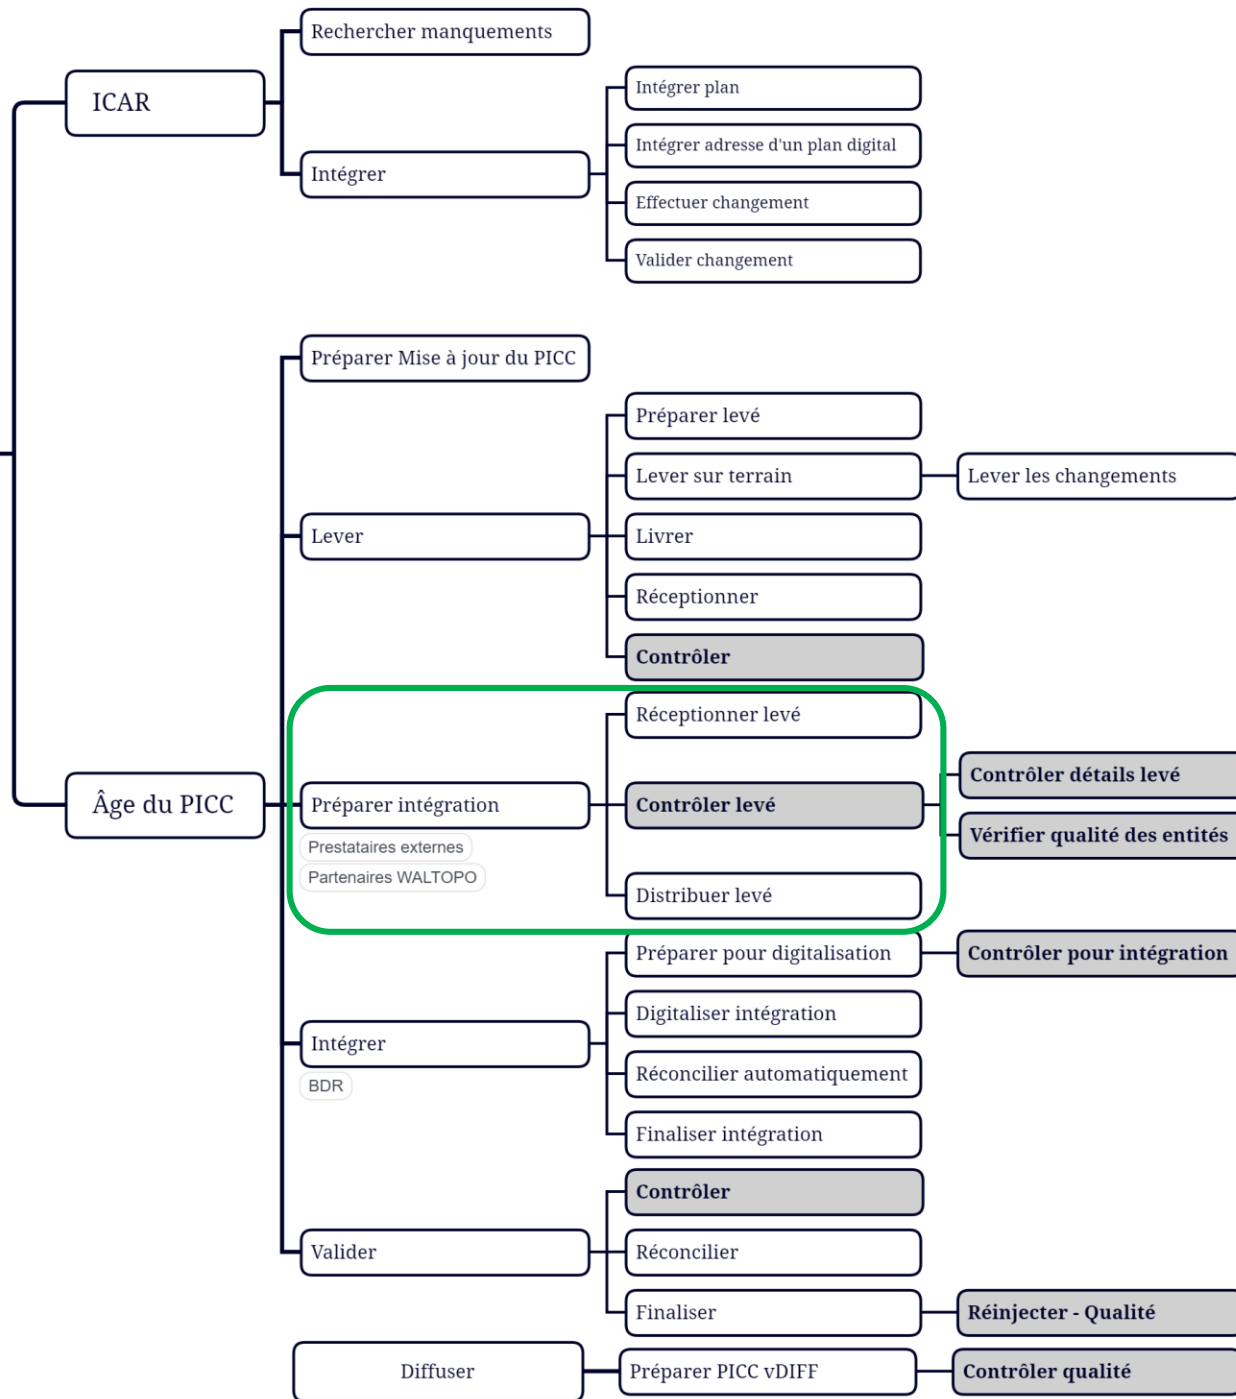 Rechercher manquements
ICAR
Intégrer
Intégrer plan
Intégrer adresse d'un plan digital
Effectuer changement
Valider changement
Préparer Mise à jour du PICC
Lever
Préparer levé
Lever sur terrain
Lever les changements
Livrer
Réceptionner
Contrôler
Âge du PICC
Préparer intégration
Prestataires externes
Partenaires WALTOPO
Réceptionner levé
Contrôler levé
Contrôler détails levé
Vérifier qualité des entités
Distribuer levé
Intégrer
BDR
Préparer pour digitalisation
Contrôler pour intégration
Digitaliser intégration
Réconcilier automatiquement
Finaliser intégration
Valider
Contrôler
Réconcilier
Finaliser
Réinjecter - Qualité
Diffuser
Préparer PICC vDIFF
Contrôler qualité